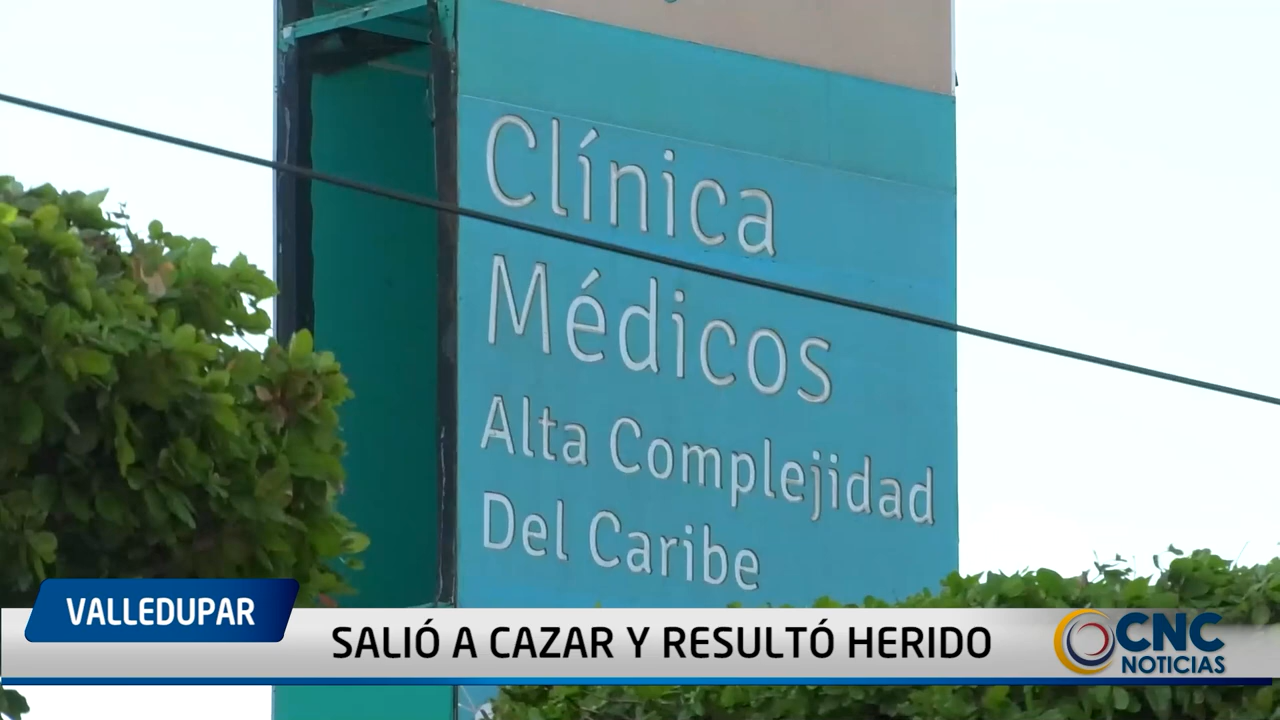 Clínica
Médicos
Alta Complejidad
Del Caribe
VALLEDUPAR
SALIÓ A CAZAR Y RESULTÓ HERIDO
CNC
NOTICIAS